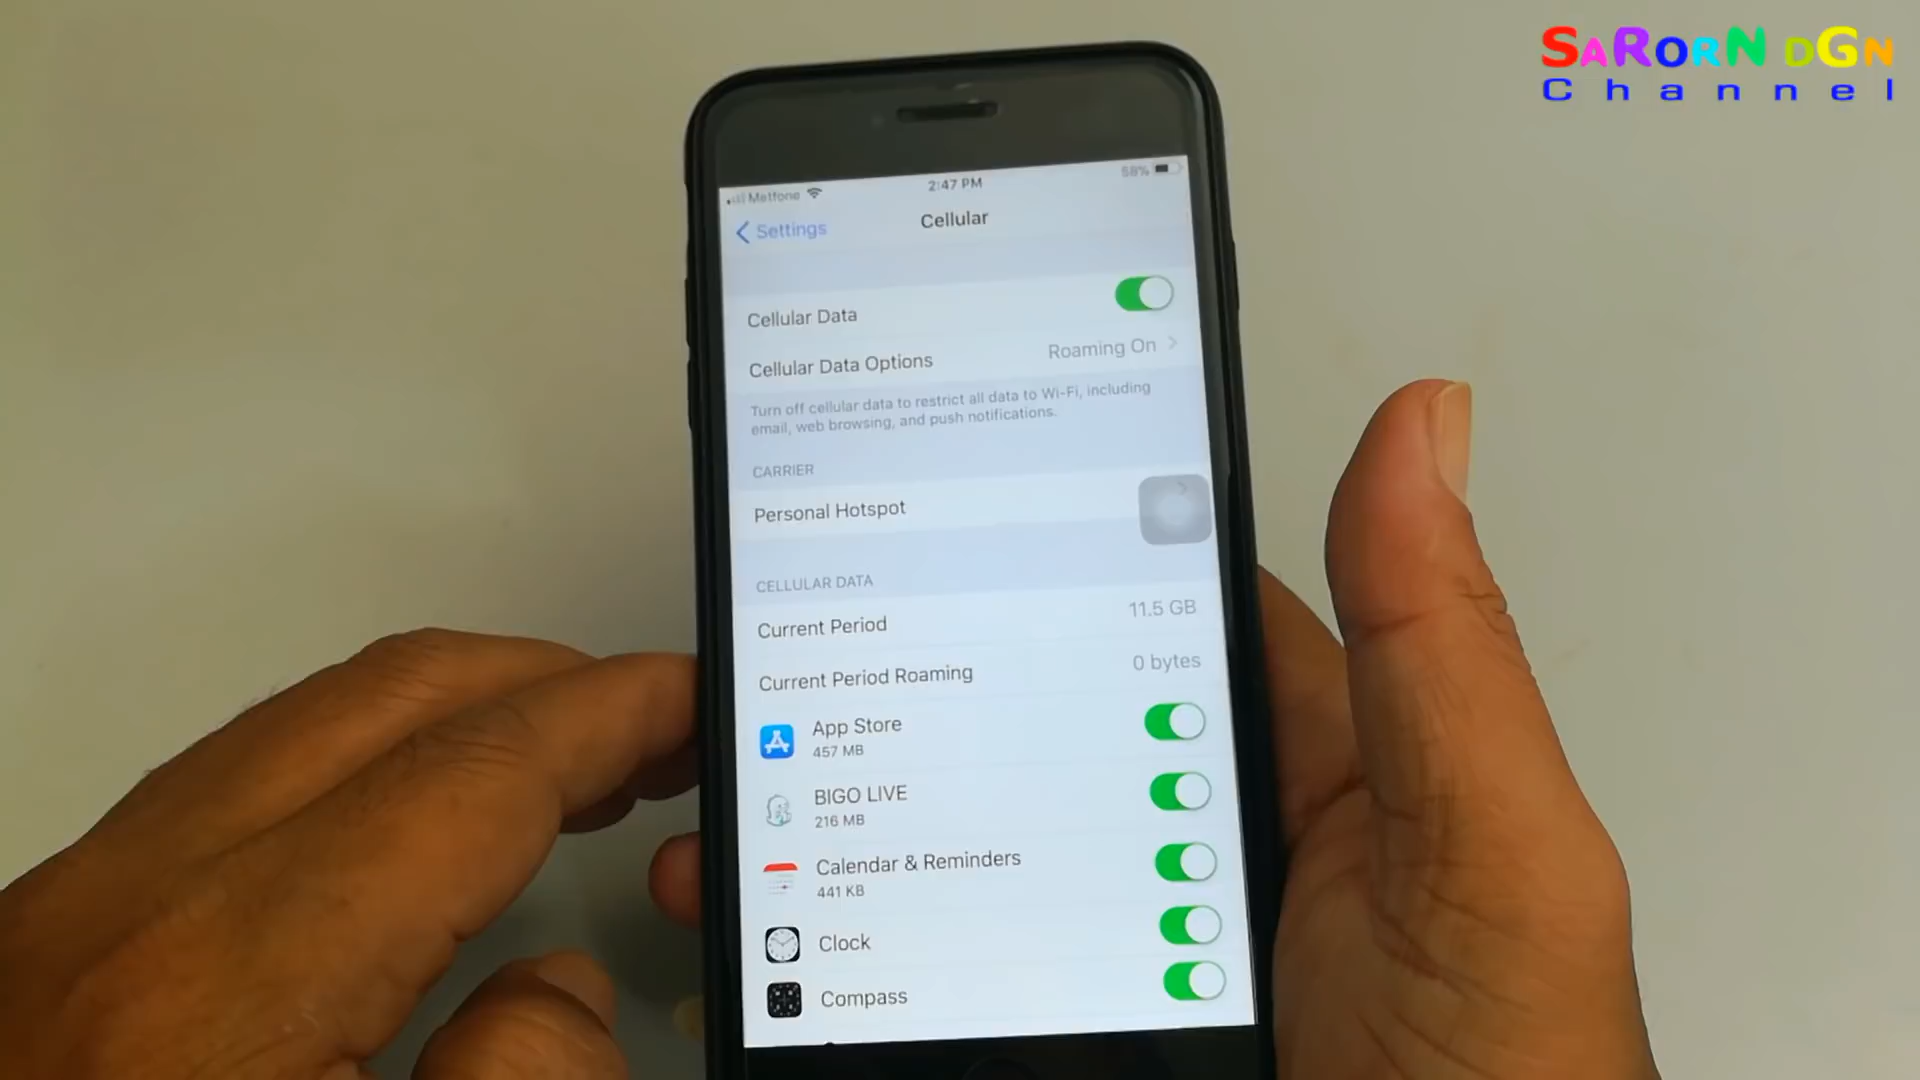 SaRorN DGN
Channel
Metfone
2:47 PM
58%
Settings
Cellular
Cellular Data
Cellular Data Options
Roaming On
Turn off cellular data to restrict all data to Wi-Fi, including
email, web browsing, and push notifications.
CARRIER
Personal Hotspot
CELLULAR DATA
Current Period
11.5 GB
Current Period Roaming
0 bytes
App Store
457 MB
BIGO LIVE
216 MB
Calendar & Reminders
441 KB
Clock
Compass